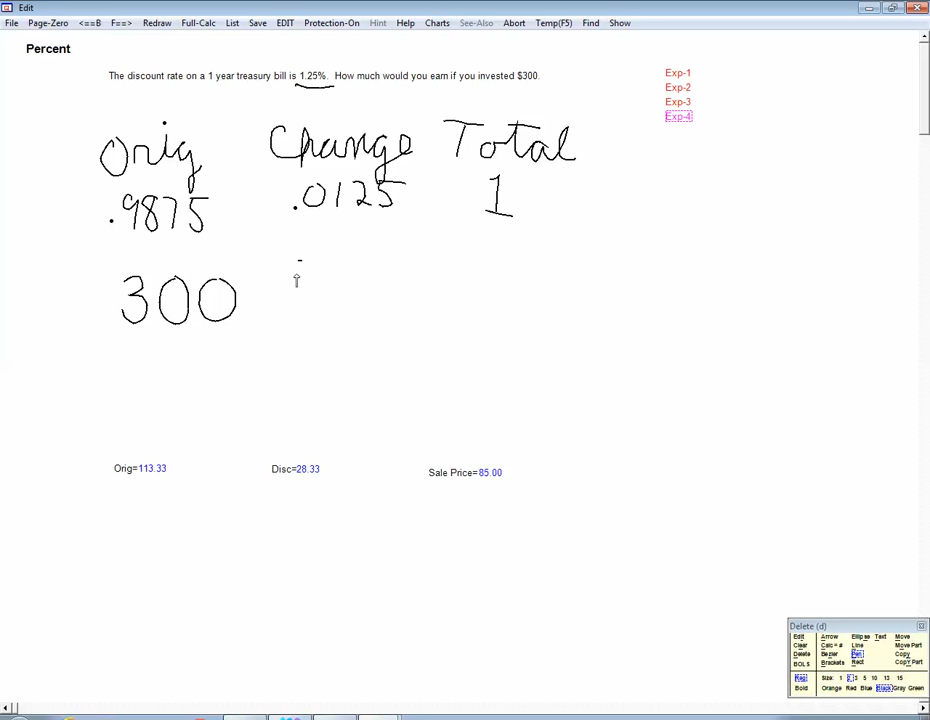 Edit
File Page-Zero <==B F==> Redraw Full-Calc List Save EDIT Protection-On Hint Help Charts See-Also Abort Temp(F5) Find Show
Percent
The discount rate on a 1 year treasury bill is 1.25%. How much would you earn if you invested $300.
Exp-1
Exp-2
Exp-3
Exp-4
Orig Change Total
.9875 .0125 1
300
Orig=113.33 Disc=28.33 Sale Price=85.00
Delete (d)
Edit Arrow Ellipse Text Move
Clear Calc = # Line Move Part
Delete Bezier Pen Copy
BOLS Brackets Rect Copy Part
Reg Size: 1 2 3 5 10 13 15
Bold Orange Red Blue Black Gray Green